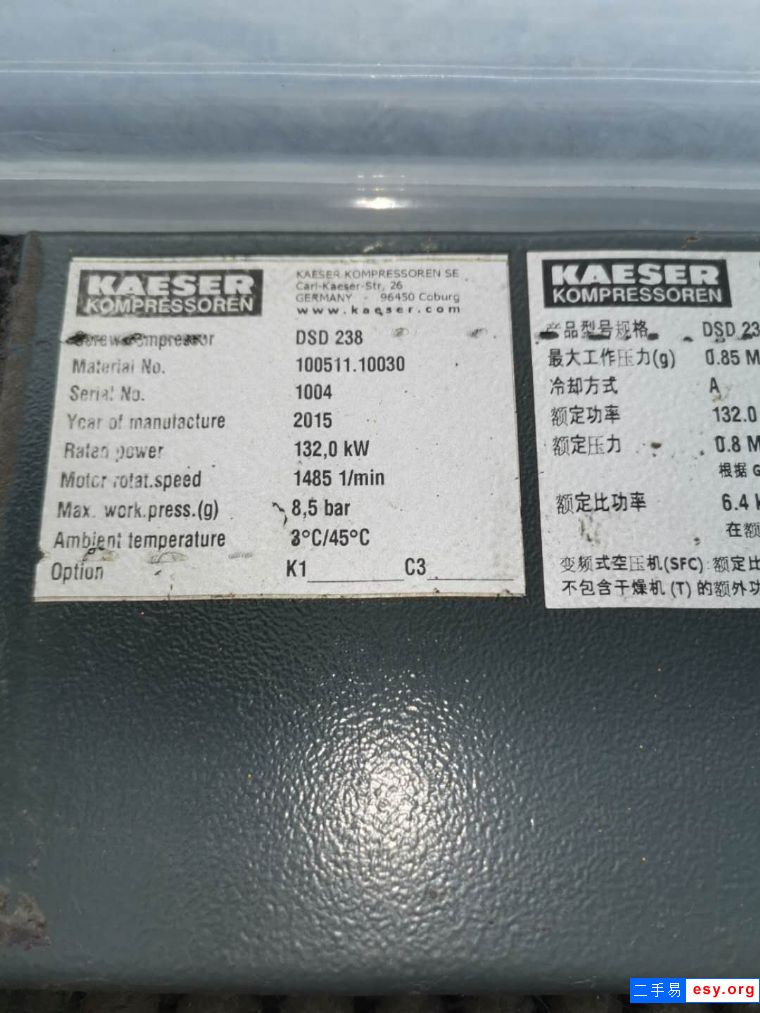 KAESER
KOMPRESSOREN
KAESER KOMPRESSOREN SE
Carl-Kaeser-Str. 26
GERMANY - 96450 Coburg
www.kaeser.com
Screw Compressor DSD 238
Material No. 100511.10030
Serial No. 1004
Year of manufacture 2015
Rated power 132,0 kW
Motor rotat.speed 1485 1/min
Max. work.press.(g) 8,5 bar
Ambient temperature 3°C/45°C
Option K1 C3
KAESER
KOMPRESSOREN
产品型号规格 DSD 23
最大工作压力(g) 0.85 M
冷却方式 A
额定功率 132.0
额定压力 0.8 M
根据 G
额定比功率 6.4
在额
变频式空压机(SFC):额定比
不包含干燥机(T)的额外功
二手易 esy.org